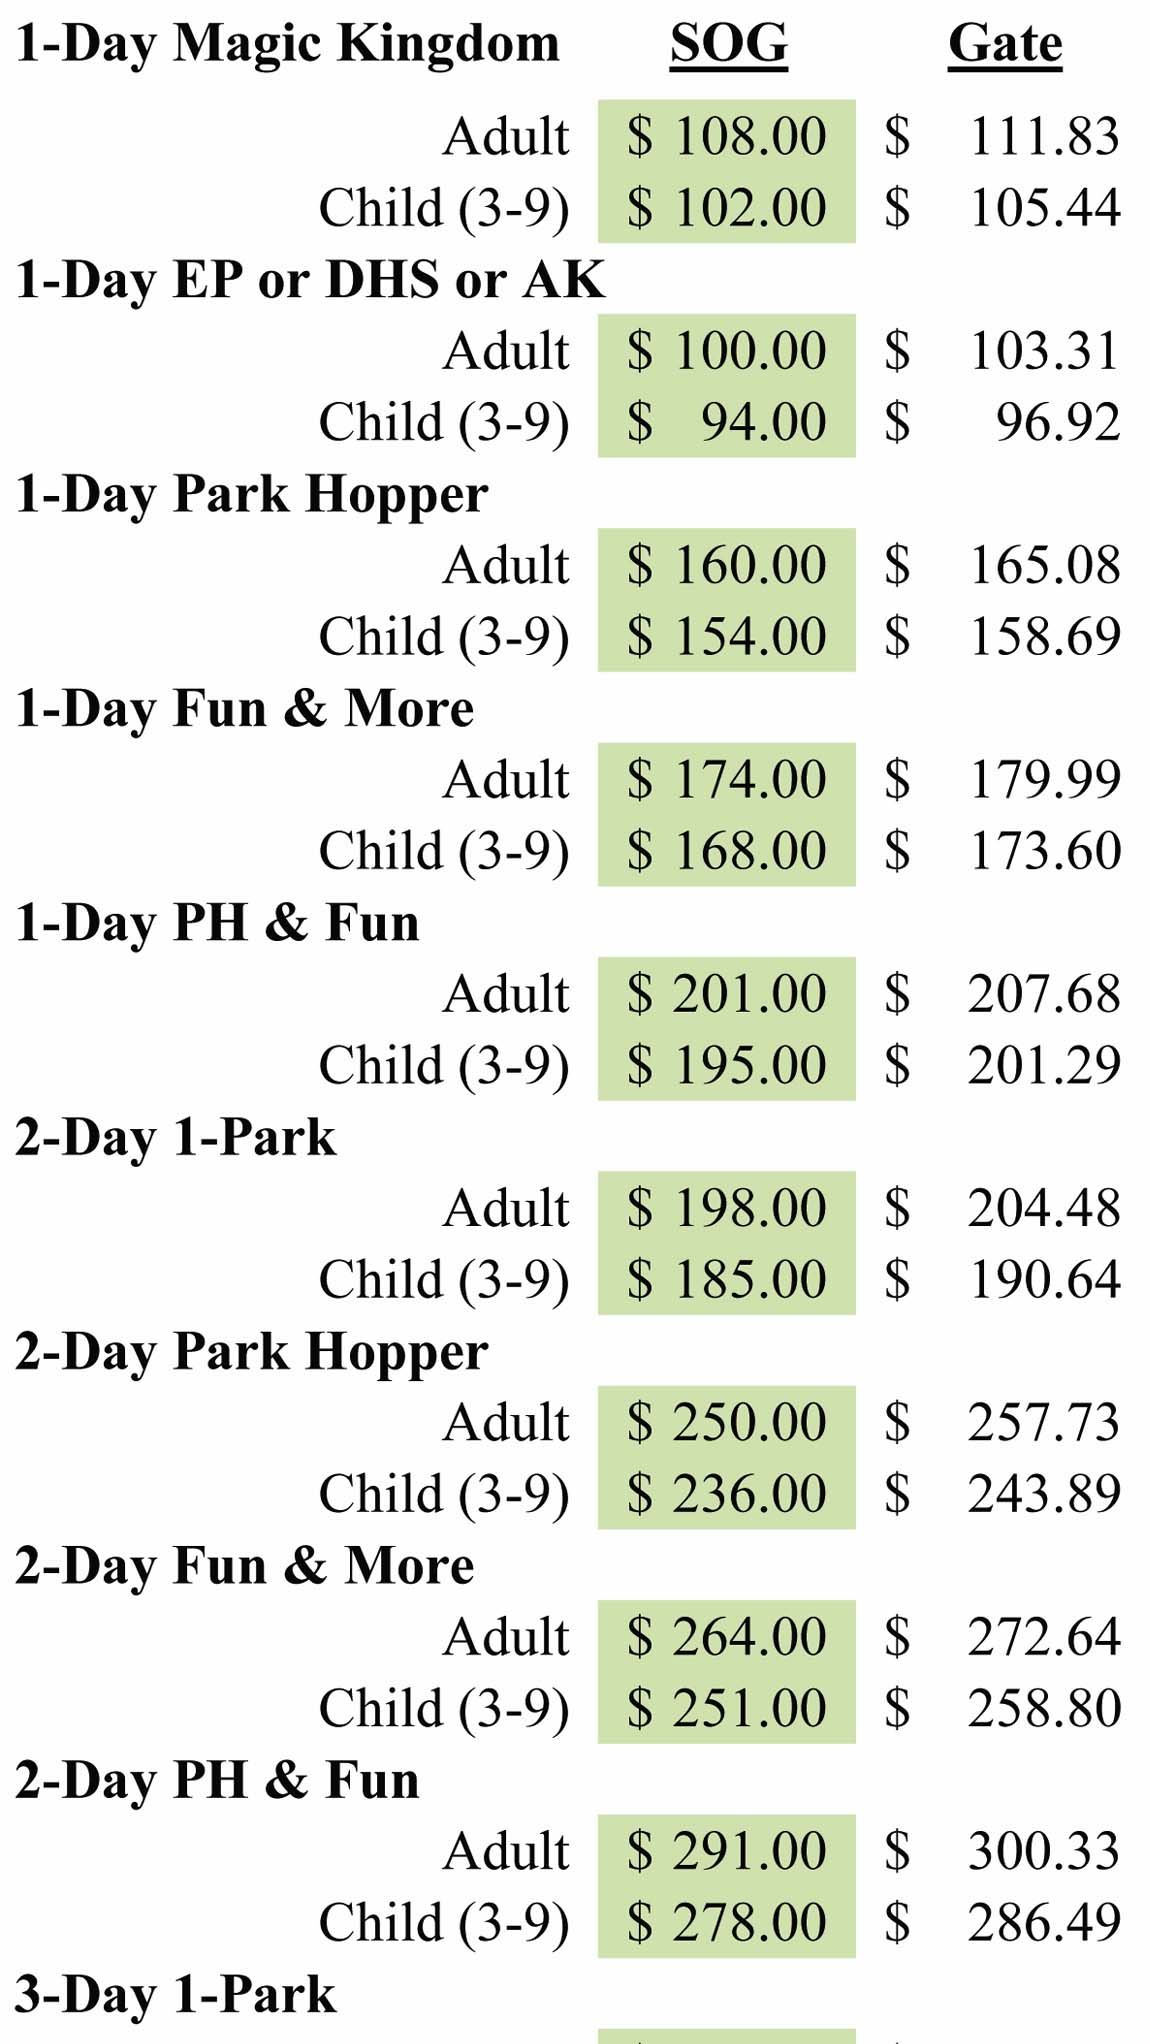 1-Day Magic Kingdom SOG Gate
Adult $ 108.00 $ 111.83
Child (3-9) $ 102.00 $ 105.44
1-Day EP or DHS or AK
Adult $ 100.00 $ 103.31
Child (3-9) $ 94.00 $ 96.92
1-Day Park Hopper
Adult $ 160.00 $ 165.08
Child (3-9) $ 154.00 $ 158.69
1-Day Fun & More
Adult $ 174.00 $ 179.99
Child (3-9) $ 168.00 $ 173.60
1-Day PH & Fun
Adult $ 201.00 $ 207.68
Child (3-9) $ 195.00 $ 201.29
2-Day 1-Park
Adult $ 198.00 $ 204.48
Child (3-9) $ 185.00 $ 190.64
2-Day Park Hopper
Adult $ 250.00 $ 257.73
Child (3-9) $ 236.00 $ 243.89
2-Day Fun & More
Adult $ 264.00 $ 272.64
Child (3-9) $ 251.00 $ 258.80
2-Day PH & Fun
Adult $ 291.00 $ 300.33
Child (3-9) $ 278.00 $ 286.49
3-Day 1-Park